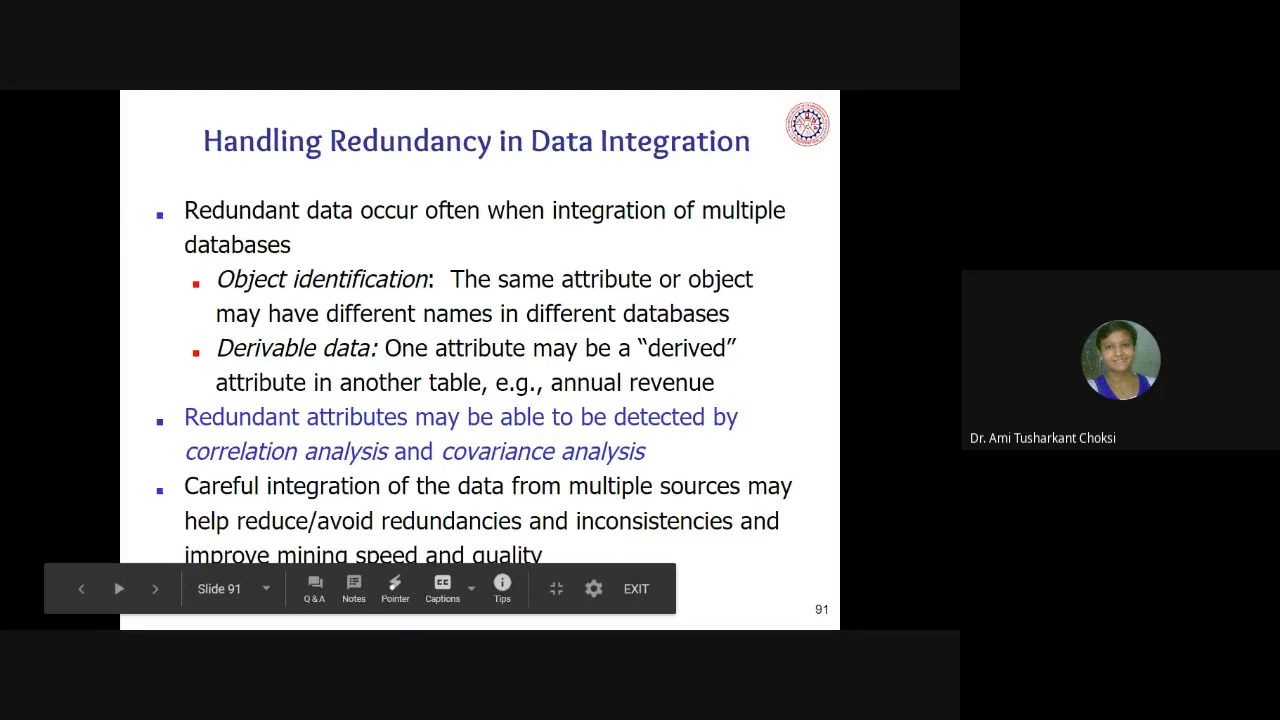 Handling Redundancy in Data Integration
Redundant data occur often when integration of multiple
databases
Object identification: The same attribute or object
may have different names in different databases
Derivable data: One attribute may be a “derived”
attribute in another table, e.g., annual revenue
Redundant attributes may be able to be detected by
correlation analysis and covariance analysis
Careful integration of the data from multiple sources may
help reduce/avoid redundancies and inconsistencies and
improve mining speed and quality
Slide 91
Q&A
Notes
Pointer
Captions
Tips
EXIT
91
Dr. Ami Tusharkant Choksi